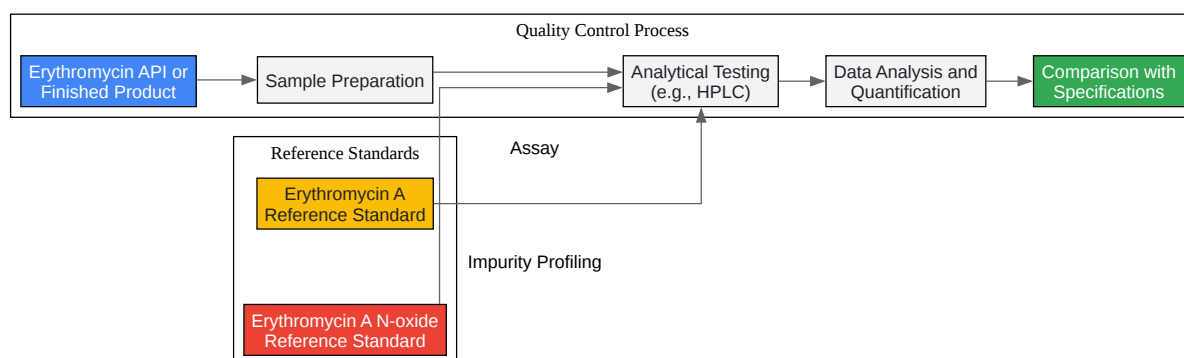 Quality Control Process
Erythromycin API or
Finished Product
Sample Preparation
Analytical Testing
(e.g., HPLC)
Data Analysis and
Quantification
Comparison with
Specifications
Reference Standards
Assay
Erythromycin A
Reference Standard
Impurity Profiling
Erythromycin A N-oxide
Reference Standard